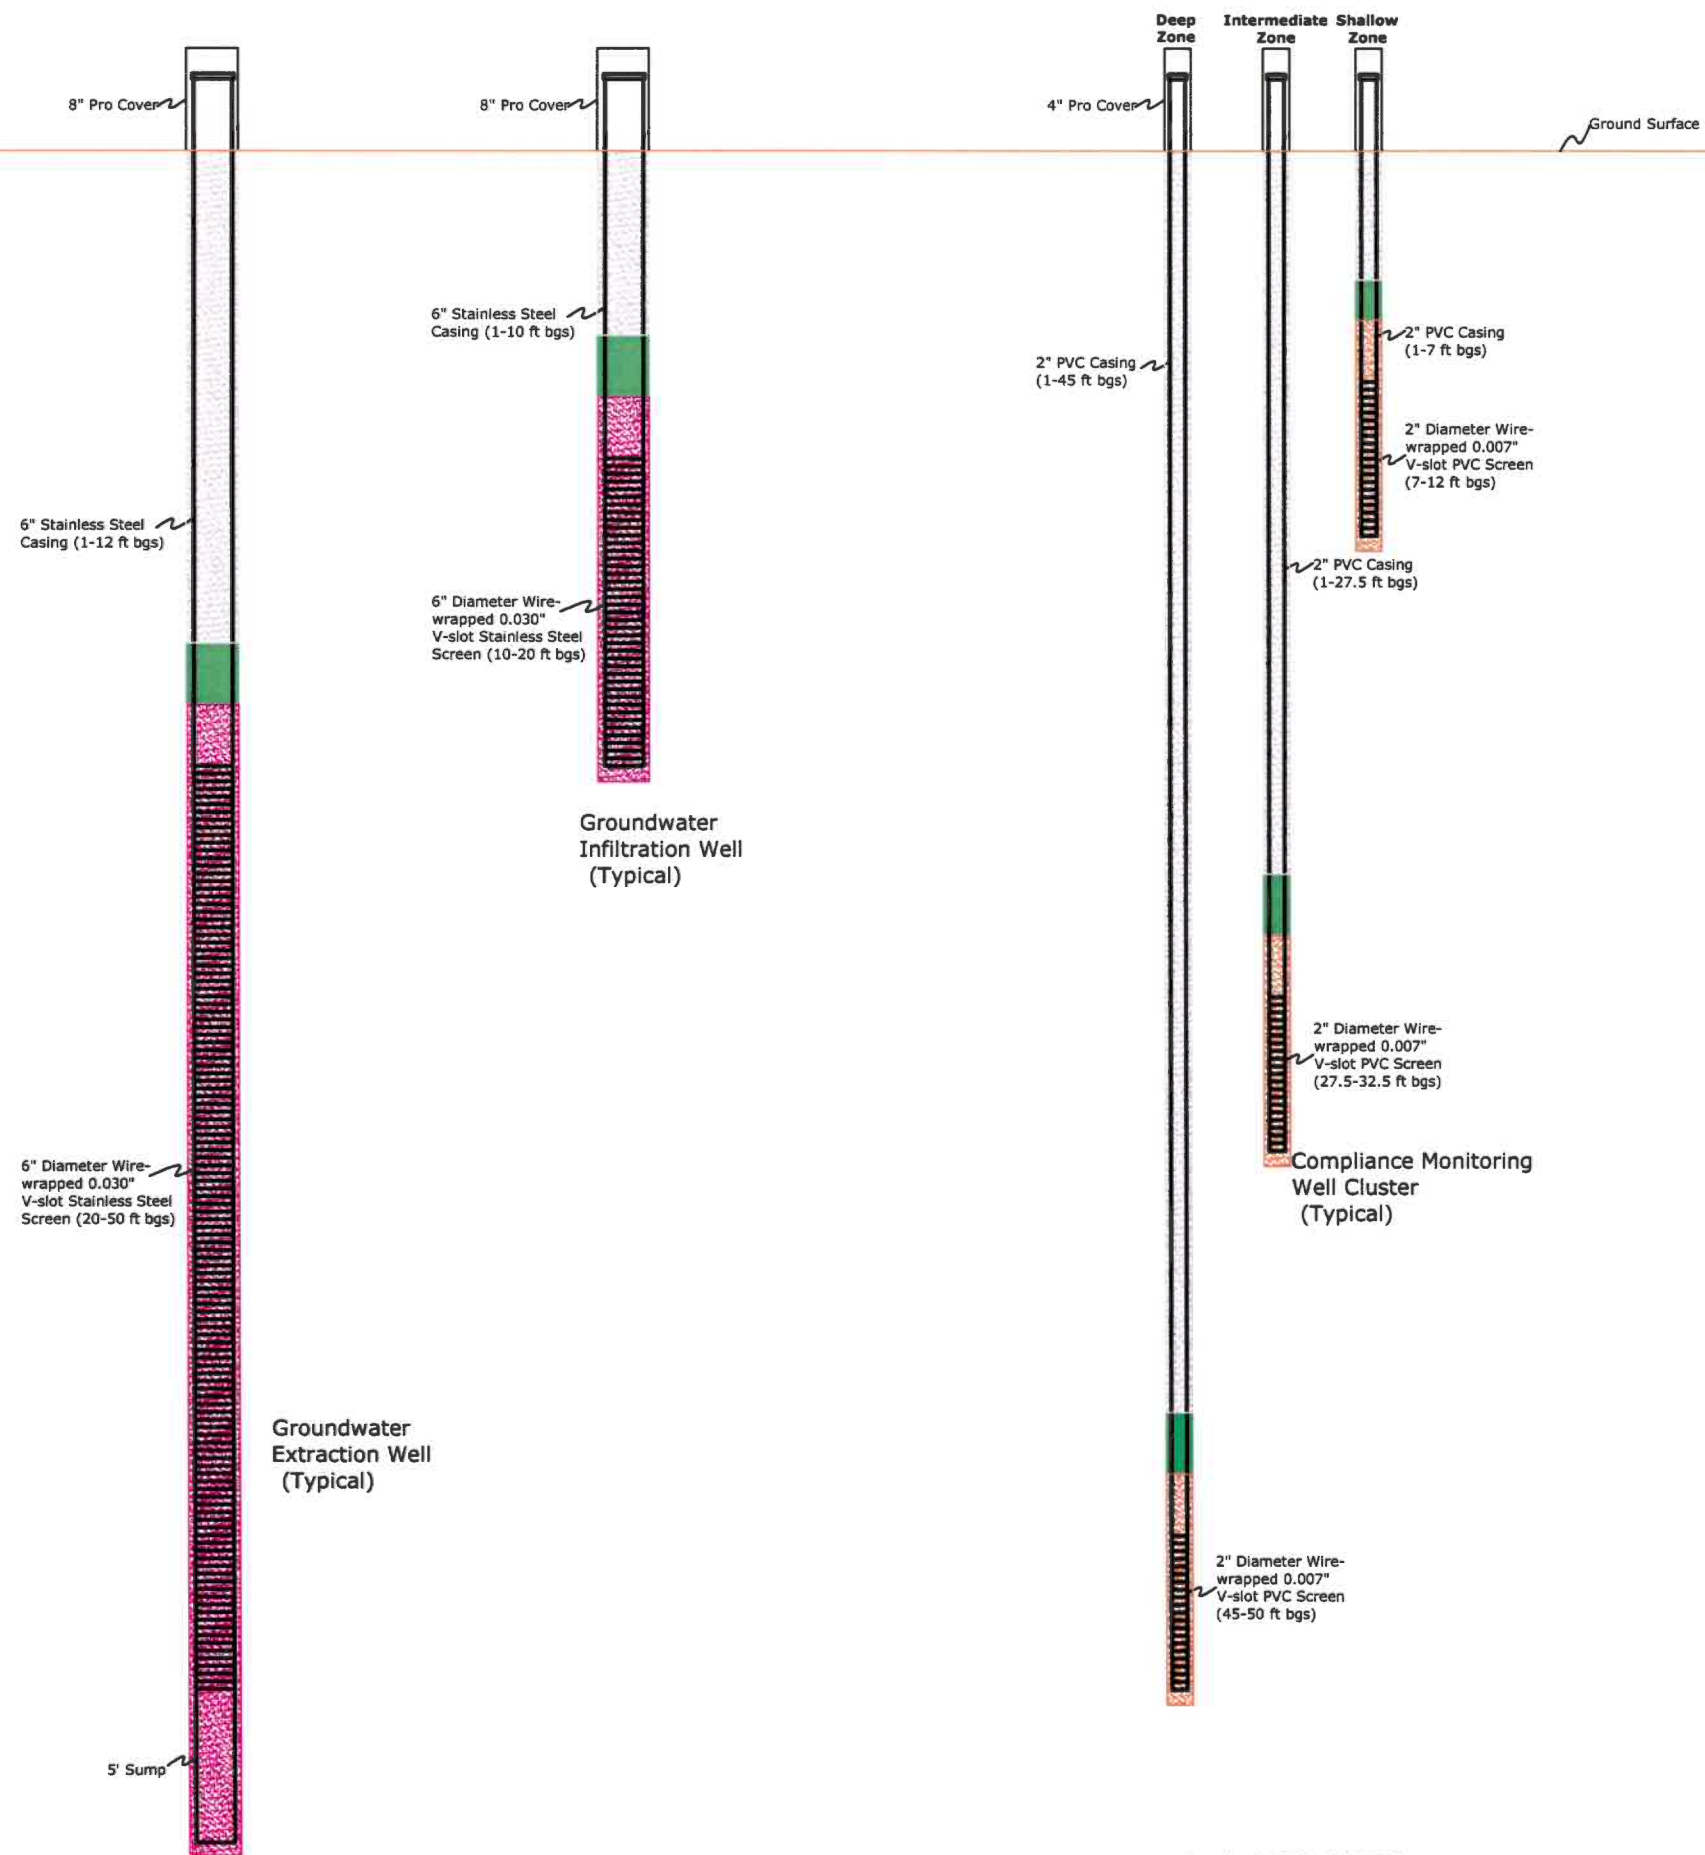 Deep
Zone
Intermediate
Zone
Shallow
Zone
8" Pro Cover
8" Pro Cover
4" Pro Cover
Ground Surface
6" Stainless Steel
Casing (1-10 ft bgs)
2" PVC Casing
(1-45 ft bgs)
2" PVC Casing
(1-7 ft bgs)
2" Diameter Wire-
wrapped 0.007"
V-slot PVC Screen
(7-12 ft bgs)
6" Stainless Steel
Casing (1-12 ft bgs)
2" PVC Casing
(1-27.5 ft bgs)
6" Diameter Wire-
wrapped 0.030"
V-slot Stainless Steel
Screen (10-20 ft bgs)
Groundwater
Infiltration Well
(Typical)
2" Diameter Wire-
wrapped 0.007"
V-slot PVC Screen
(27.5-32.5 ft bgs)
Compliance Monitoring
Well Cluster
(Typical)
6" Diameter Wire-
wrapped 0.030"
V-slot Stainless Steel
Screen (20-50 ft bgs)
Groundwater
Extraction Well
(Typical)
2" Diameter Wire-
wrapped 0.007"
V-slot PVC Screen
(45-50 ft bgs)
5' Sump